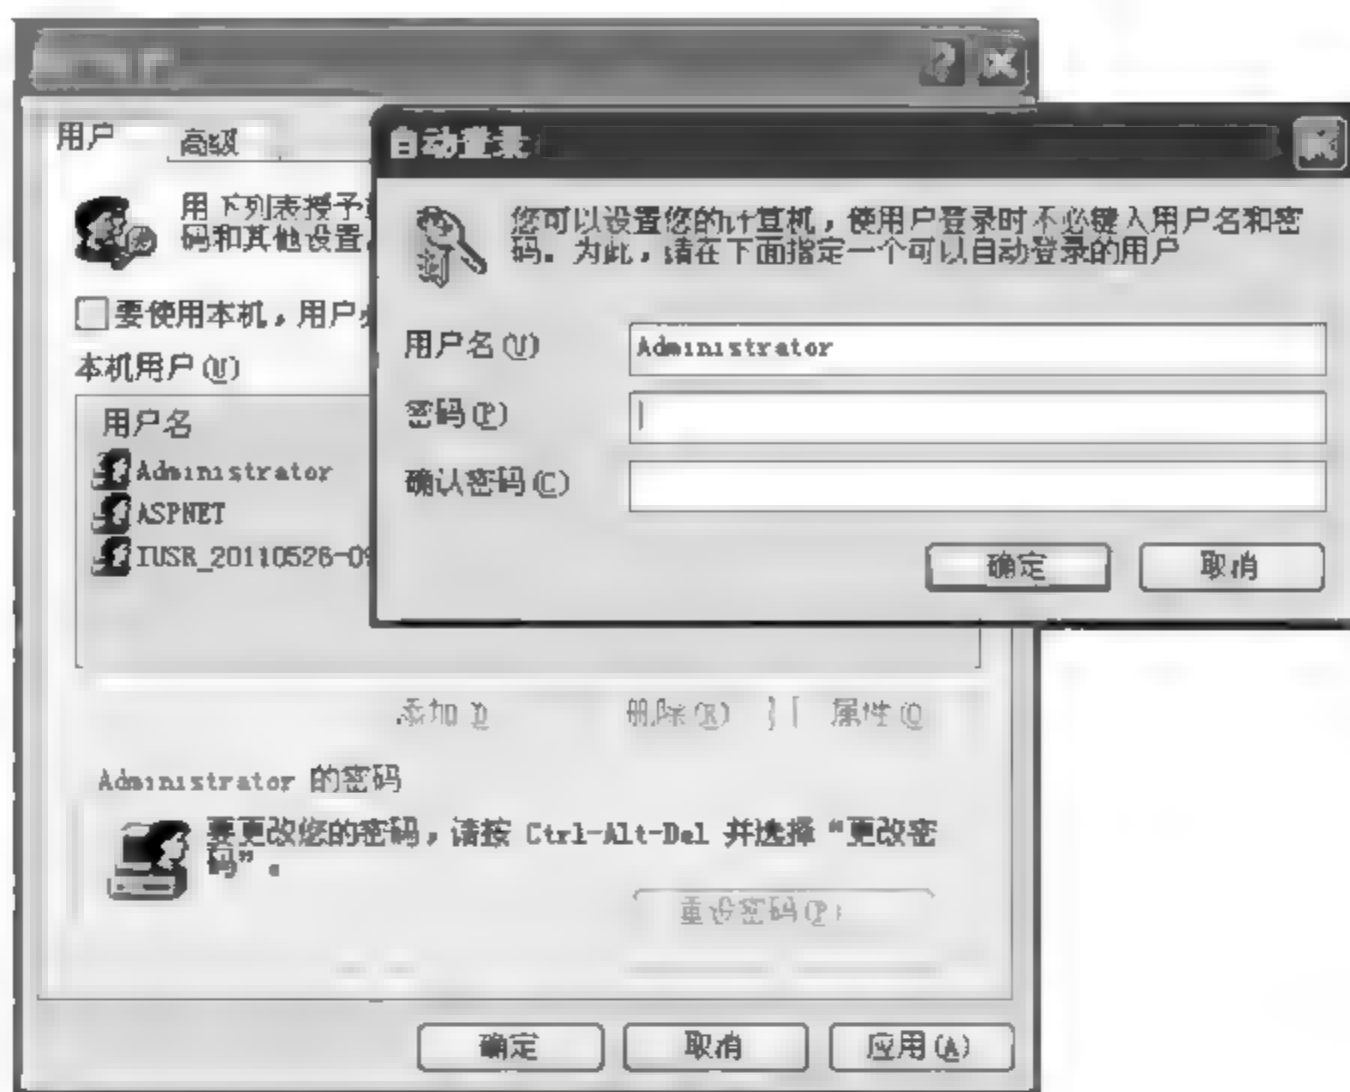 用户
高级
用下列表授予
码和其他设置。
要使用本机，用户
本机用户(U)
用户名
Administrator
ASPNET
IUSR_20110526-09
添加
删除(R)
属性(O
Administrator 的密码
要更改您的密码，请按 Ctrl-Alt-Del 并选择“更改密
码”。
重设密码(P)
确定
取消
应用(A)
自动登录
您可以设置您的计算机，使用户登录时不必键入用户名和密
码。为此，请在下面指定一个可以自动登录的用户
用户名(U)
Administrator
密码(P)
确认密码(C)
确定
取消